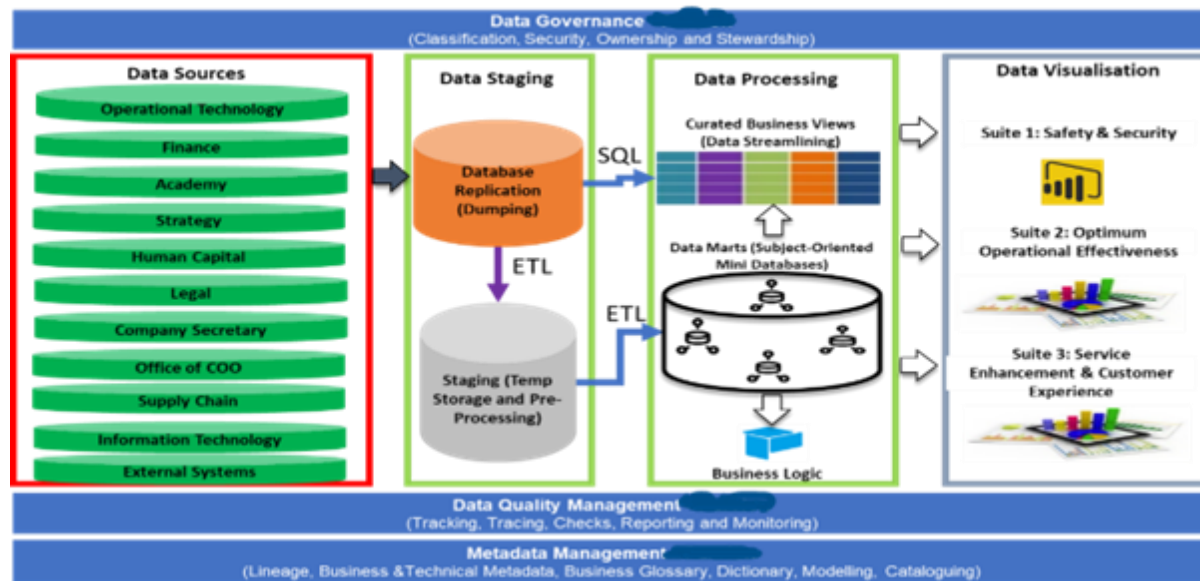 Data Governance
(Classification, Security, Ownership and Stewardship)
Data Sources
Operational Technology
Finance
Academy
Strategy
Human Capital
Legal
Company Secretary
Office of COO
Supply Chain
Information Technology
External Systems
Data Staging
Database
Replication
(Dumping)
ETL
Staging (Temp
Storage and Pre-
Processing)
SQL
ETL
Data Processing
Curated Business Views
(Data Streamlining)
Data Marts (Subject-Oriented
Mini Databases)
Business Logic
Data Visualisation
Suite 1: Safety & Security
Suite 2: Optimum
Operational Effectiveness
Suite 3: Service
Enhancement & Customer
Experience
Data Quality Management
(Tracking, Tracing, Checks, Reporting and Monitoring)
Metadata Management
(Lineage, Business &Technical Metadata, Business Glossary, Dictionary, Modelling, Cataloguing)